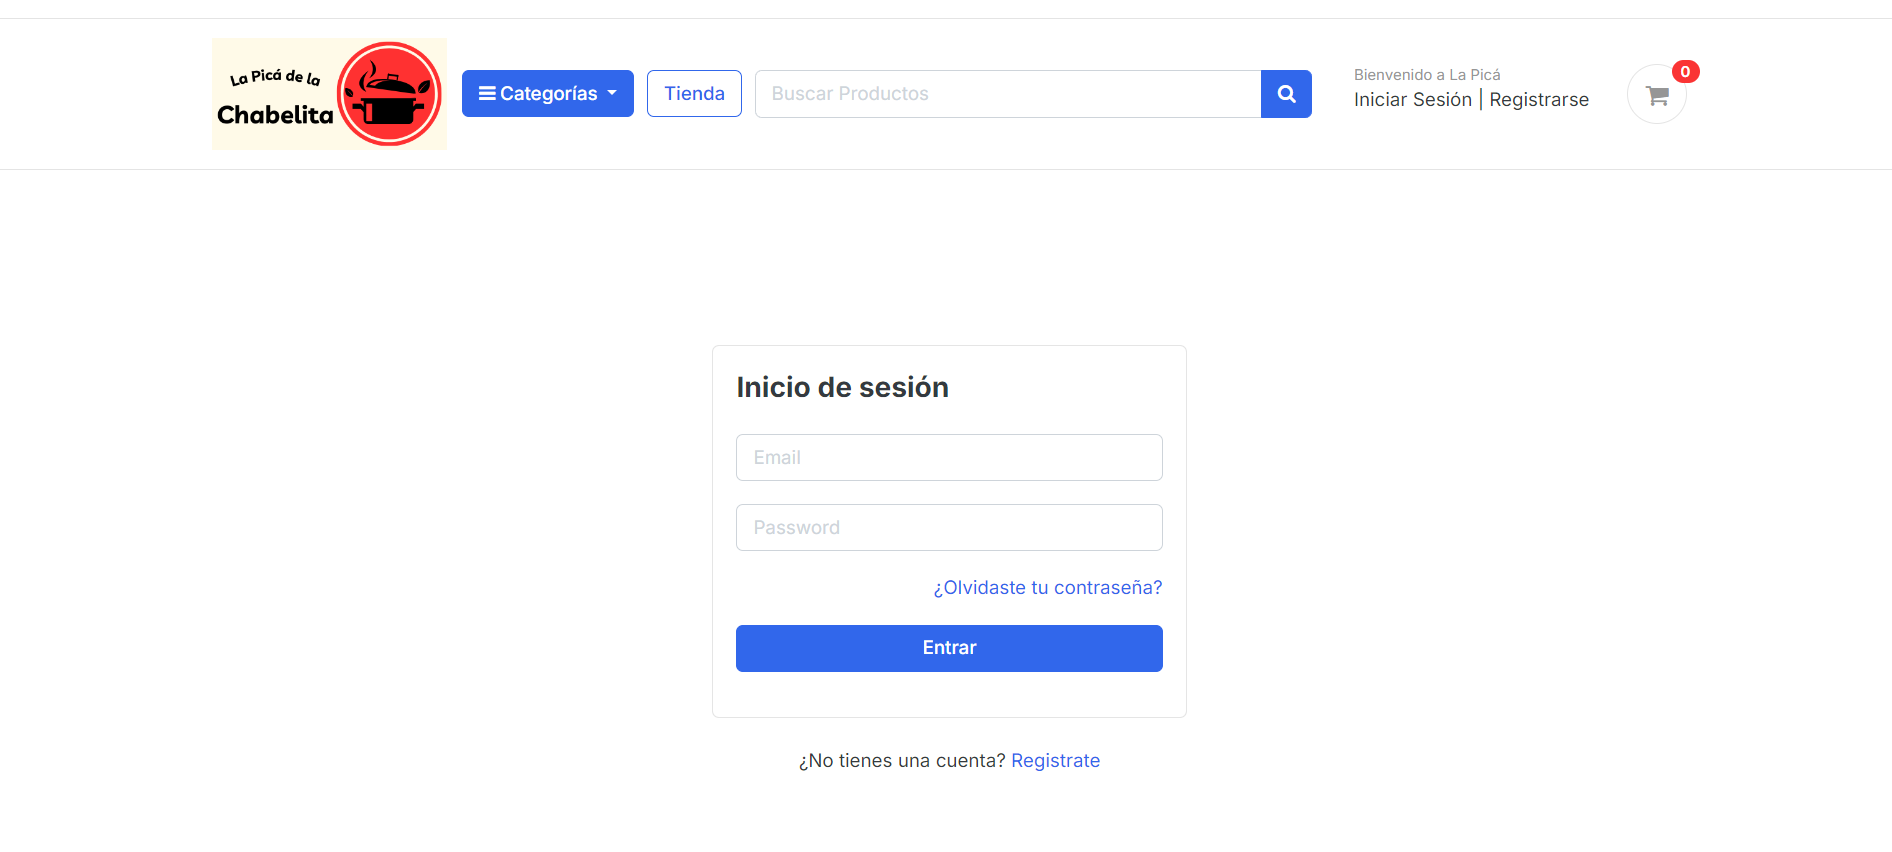 La Picá de la
Chabelita
Categorías
Tienda
Buscar Productos
Bienvenido a La Picá
Iniciar Sesión | Registrarse
0
Inicio de sesión
Email
Password
¿Olvidaste tu contraseña?
Entrar
¿No tienes una cuenta? Registrate